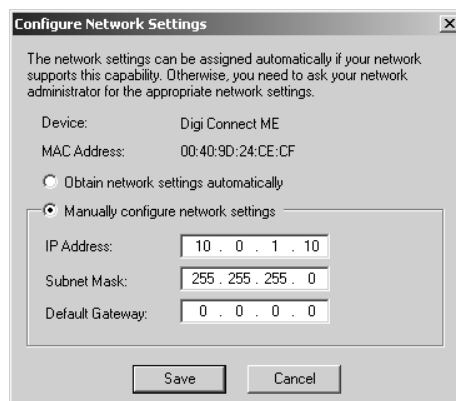 Configure Network Settings
The network settings can be assigned automatically if your network
supports this capability. Otherwise, you need to ask your network
administrator for the appropriate network settings.
Device: Digi Connect ME
MAC Address: 00:40:9D:24:CE:CF
Obtain network settings automatically
Manually configure network settings
IP Address: 10 . 0 . 1 . 10
Subnet Mask: 255 . 255 . 255 . 0
Default Gateway: 0 . 0 . 0 . 0
Save Cancel